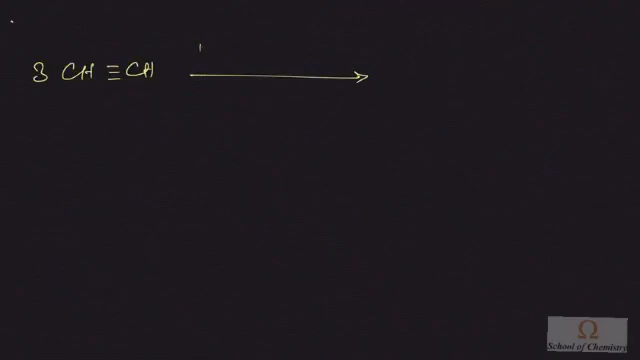 3 CH ≡ CH
Ω
School of Chemistry